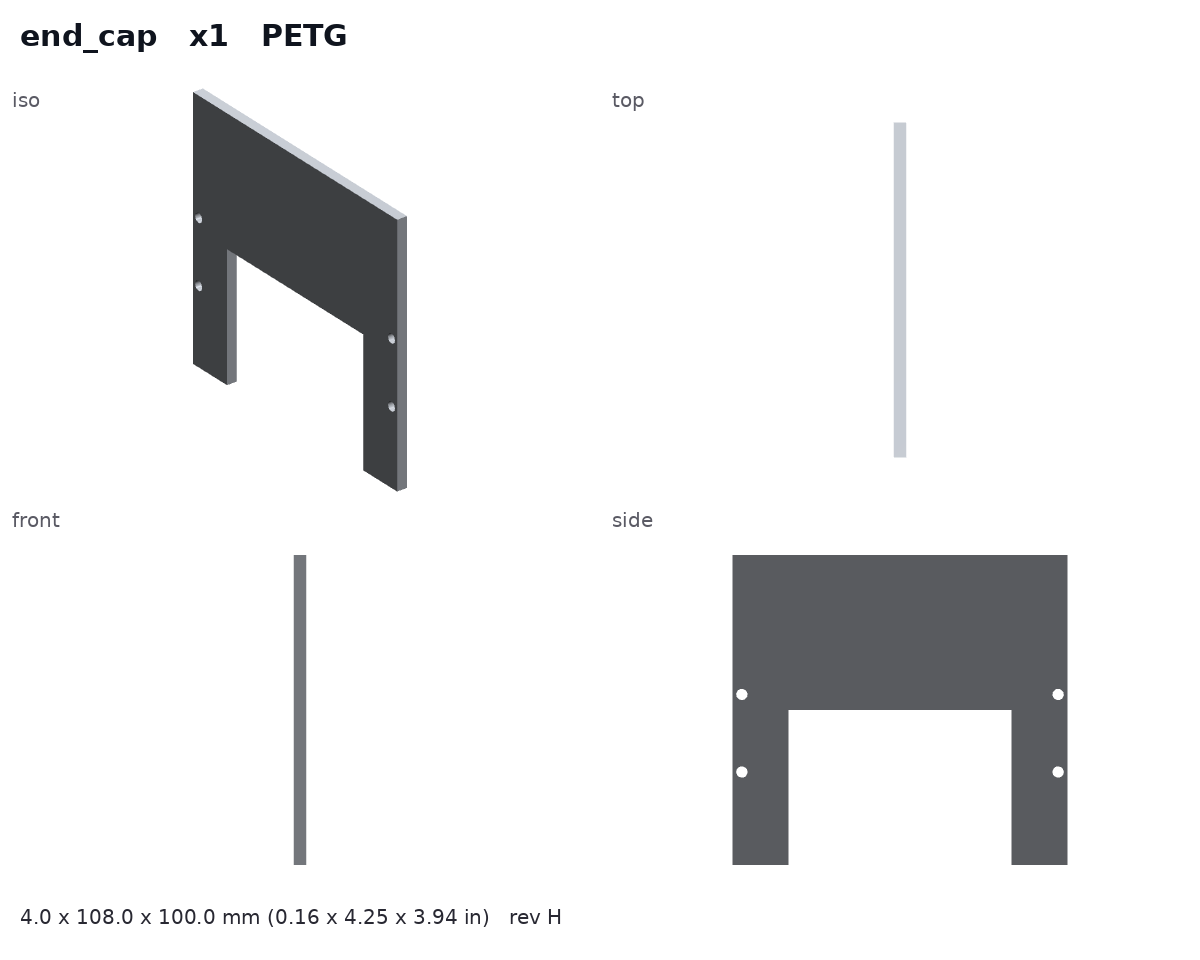 end_cap x1 PETG
iso
top
front
side
4.0 x 108.0 x 100.0 mm (0.16 x 4.25 x 3.94 in) rev H